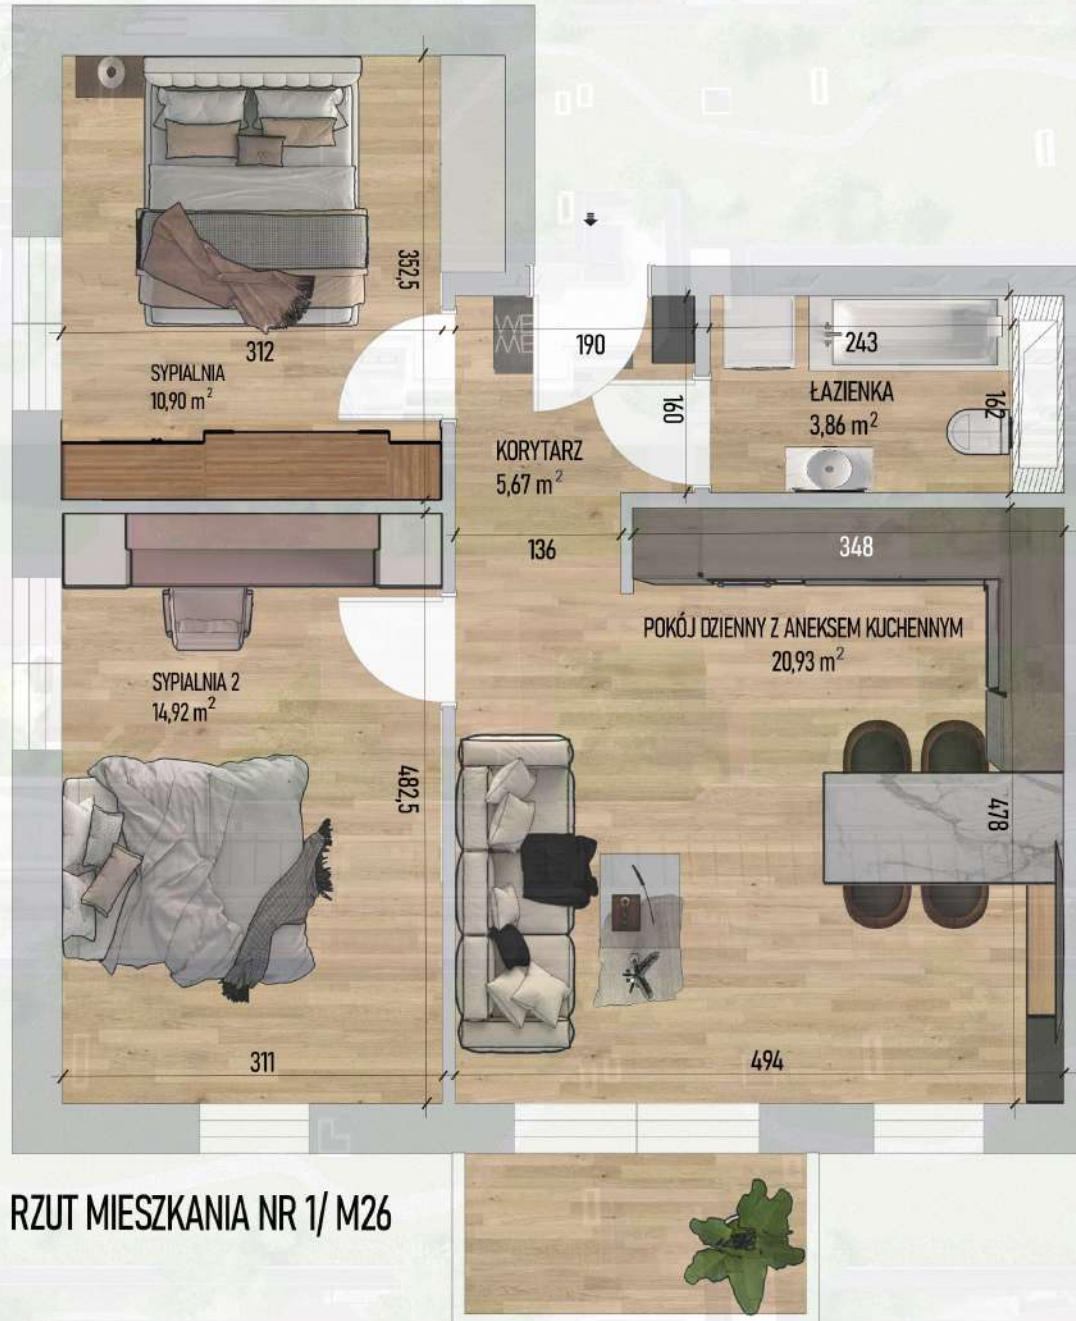 352,5
312
SYPIALNIA
10,90 m²
190
243
160
162
ŁAZIENKA
3,86 m²
KORYTARZ
5,67 m²
136
348
POKÓJ DZIENNY Z ANEKSEM KUCHENNYM
20,93 m²
SYPIALNIA 2
14,92 m²
482,5
478
311
494
RZUT MIESZKANIA NR 1/ M26